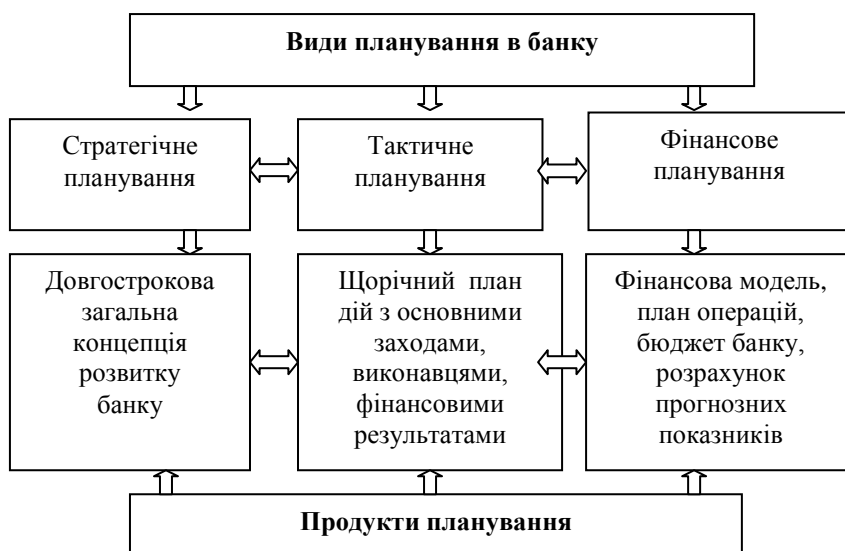 Види планування в банку
Стратегічне
планування
Тактичне
планування
Фінансове
планування
Довгострокова
загальна
концепція
розвитку
банку
Щорічний план
дій з основними
заходами,
виконавцями,
фінансовими
результатами
Фінансова модель,
план операцій,
бюджет банку,
розрахунок
прогнозних
показників
Продукти планування